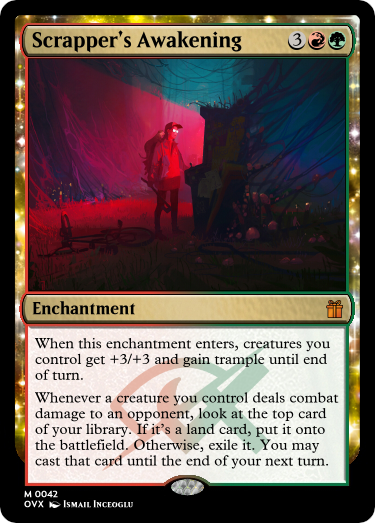 Scrapper's Awakening 3
Enchantment
When this enchantment enters, creatures you
control get +3/+3 and gain trample until end
of turn.
Whenever a creature you control deals combat
damage to an opponent, look at the top card
of your library. If it's a land card, put it onto
the battlefield. Otherwise, exile it. You may
cast that card until the end of your next turn.
M 0042
OVX Ismail Inceoglu